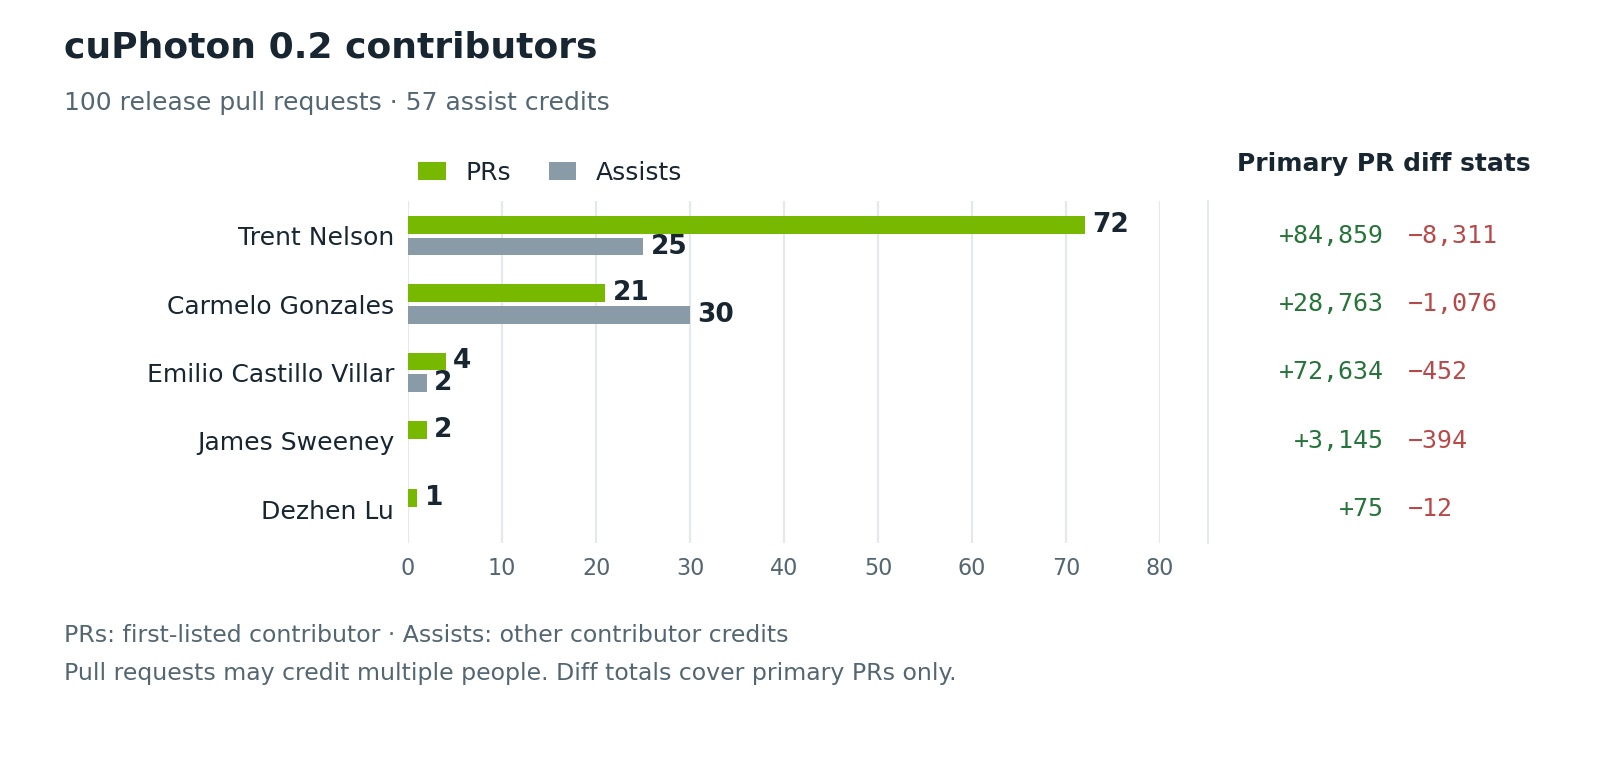 cuPhoton 0.2 contributors
100 release pull requests · 57 assist credits
PRs Assists
Primary PR diff stats
Trent Nelson 72 25 +84,859 −8,311
Carmelo Gonzales 21 30 +28,763 −1,076
Emilio Castillo Villar 4 2 +72,634 −452
James Sweeney 2 +3,145 −394
Dezhen Lu 1 +75 −12
0 10 20 30 40 50 60 70 80
PRs: first-listed contributor · Assists: other contributor credits
Pull requests may credit multiple people. Diff totals cover primary PRs only.